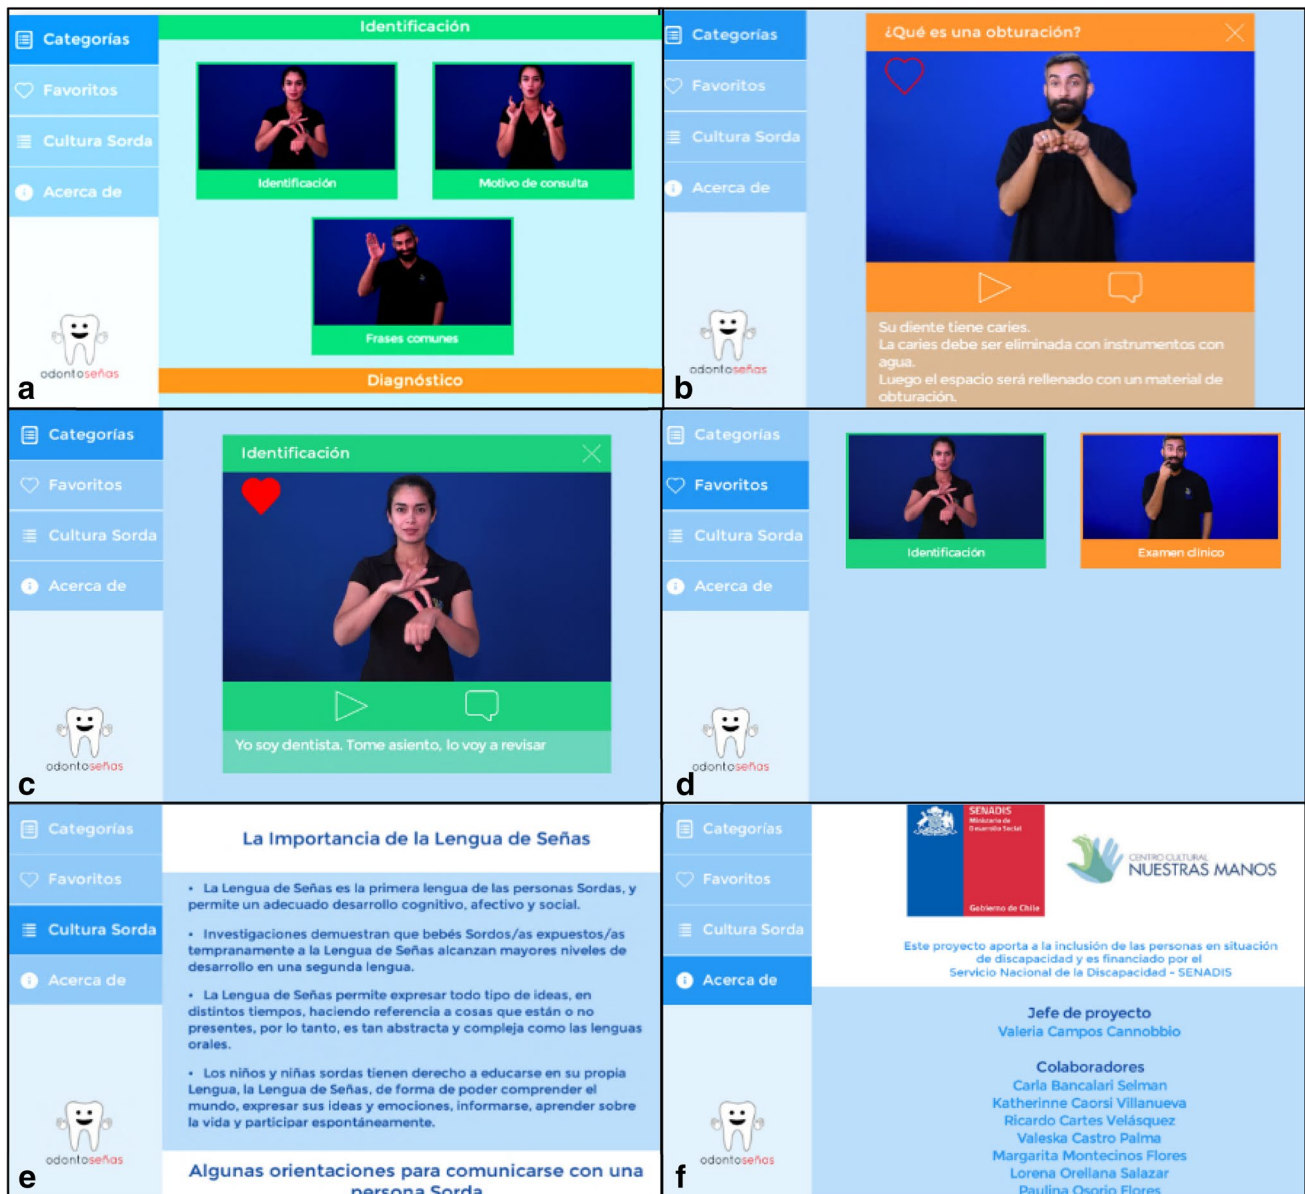 Categorías
Favoritos
Cultura Sorda
Acerca de
odontoseñas
a
Identificación
Identificación
Motivo de consulta
Frases comunes
Diagnóstico
Categorías
Favoritos
Cultura Sorda
Acerca de
odontoseñas
b
¿Qué es una obturación?
Su diente tiene caries.
La caries debe ser eliminada con instrumentos con
agua.
Luego el espacio será rellenado con un material de
obturación.
Categorías
Favoritos
Cultura Sorda
Acerca de
odontoseñas
c
Identificación
Yo soy dentista. Tome asiento, lo voy a revisar
Categorías
Favoritos
Cultura Sorda
Acerca de
odontoseñas
d
Identificación
Examen clínico
Categorías
Favoritos
Cultura Sorda
Acerca de
odontoseñas
e
La Importancia de la Lengua de Señas
• La Lengua de Señas es la primera lengua de las personas Sordas, y
permite un adecuado desarrollo cognitivo, afectivo y social.
• Investigaciones demuestran que bebés Sordos/as expuestos/as
tempranamente a la Lengua de Señas alcanzan mayores niveles de
desarrollo en una segunda lengua.
• La Lengua de Señas permite expresar todo tipo de ideas, en
distintos tiempos, haciendo referencia a cosas que están o no
presentes, por lo tanto, es tan abstracta y compleja como las lenguas
orales.
• Los niños y niñas sordas tienen derecho a educarse en su propia
Lengua, la Lengua de Señas, de forma de poder comprender el
mundo, expresar sus ideas y emociones, informarse, aprender sobre
la vida y participar espontáneamente.
Algunas orientaciones para comunicarse con una
persona Sorda
Categorías
Favoritos
Cultura Sorda
Acerca de
odontoseñas
f
SENADIS
Ministerio de
Desarrollo Social
Gobierno de Chile
CENTRO CULTURAL
NUESTRAS MANOS
Este proyecto aporta a la inclusión de las personas en situación
de discapacidad y es financiado por el
Servicio Nacional de la Discapacidad - SENADIS
Jefe de proyecto
Valeria Campos Cannobbio
Colaboradores
Carla Bancalari Selman
Katherinne Caorsi Villanueva
Ricardo Cartes Velásquez
Valeska Castro Palma
Margarita Montecinos Flores
Lorena Orellana Salazar
Paulina Osorio Flores